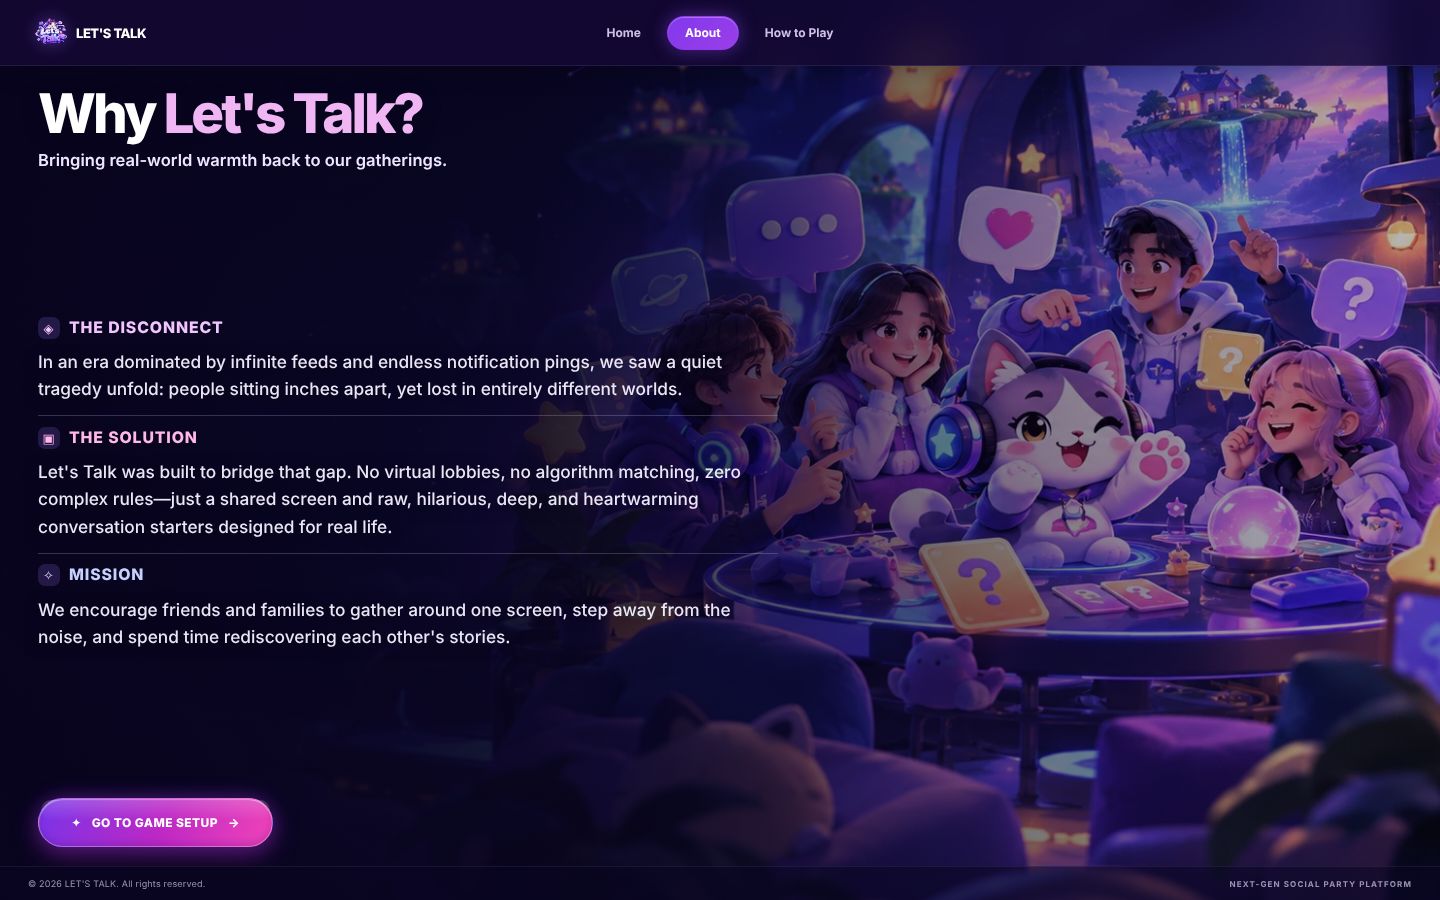 LET'S TALK
Home
About
How to Play
Why Let's Talk?
Bringing real-world warmth back to our gatherings.
THE DISCONNECT
In an era dominated by infinite feeds and endless notification pings, we saw a quiet
tragedy unfold: people sitting inches apart, yet lost in entirely different worlds.
THE SOLUTION
Let's Talk was built to bridge that gap. No virtual lobbies, no algorithm matching, zero
complex rules—just a shared screen and raw, hilarious, deep, and heartwarming
conversation starters designed for real life.
MISSION
We encourage friends and families to gather around one screen, step away from the
noise, and spend time rediscovering each other's stories.
?
?
?
GO TO GAME SETUP →
© 2026 LET'S TALK. All rights reserved.
NEXT-GEN SOCIAL PARTY PLATFORM